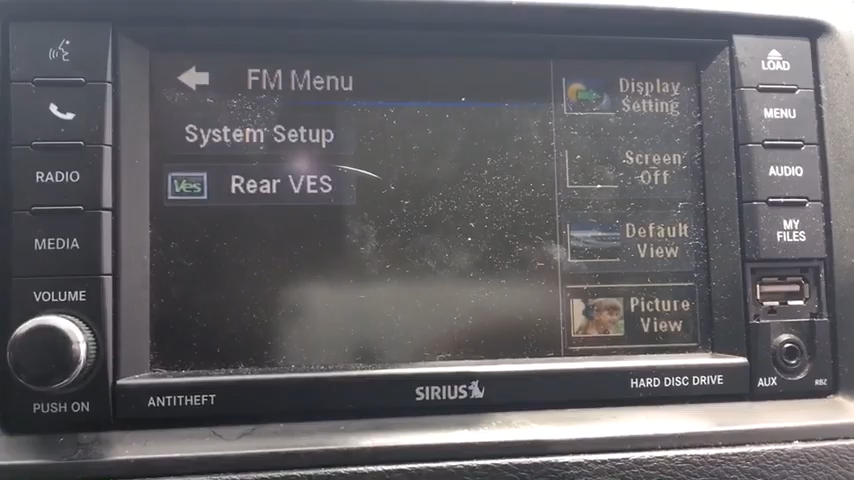 FM Menu
System Setup
Ves
Rear VES
Display
Setting
Screen
Off
Default
View
Picture
View
RADIO
MEDIA
VOLUME
PUSH ON
LOAD
MENU
AUDIO
MY
FILES
AUX
RBZ
ANTITHEFT
SIRIUS
HARD DISC DRIVE